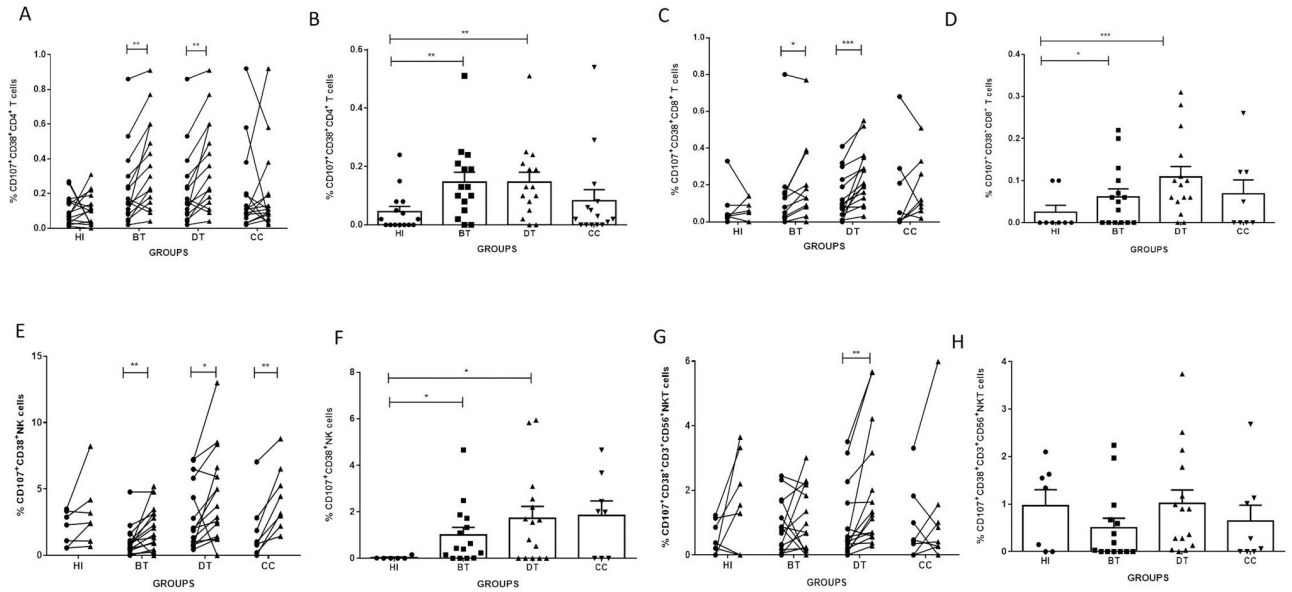 A
% CD107⁺CD38⁺CD4⁺ T cells
1.0
0.8
0.6
0.4
0.2
0.0
**
**
HI
BT
DT
CC
GROUPS
B
% CD107⁺CD38⁺CD4⁺ T cells
0.6
0.4
0.2
0.0
**
**
HI
BT
DT
CC
GROUPS
C
% CD107⁺CD38⁺CD8⁺ T cells
1.0
0.8
0.6
0.4
0.2
0.0
*
***
HI
BT
DT
CC
GROUPS
D
% CD107⁺ CD38⁺CD8⁺ T cells
0.4
0.3
0.2
0.1
0.0
***
*
HI
BT
DT
CC
GROUPS
E
% CD107⁺CD38⁺NK cells
15
10
5
0
**
*
**
HI
BT
DT
CC
GROUPS
F
% CD107⁺CD38⁺NK cells
8
6
4
2
0
*
*
HI
BT
DT
CC
GROUPS
G
% CD107⁺CD38⁺CD3⁺CD56⁺NKT cells
6
4
2
0
**
HI
BT
DT
CC
GROUPS
H
% CD107⁺CD38⁺CD3⁺CD56⁺NKT cells
4
3
2
1
0
HI
BT
DT
CC
GROUPS